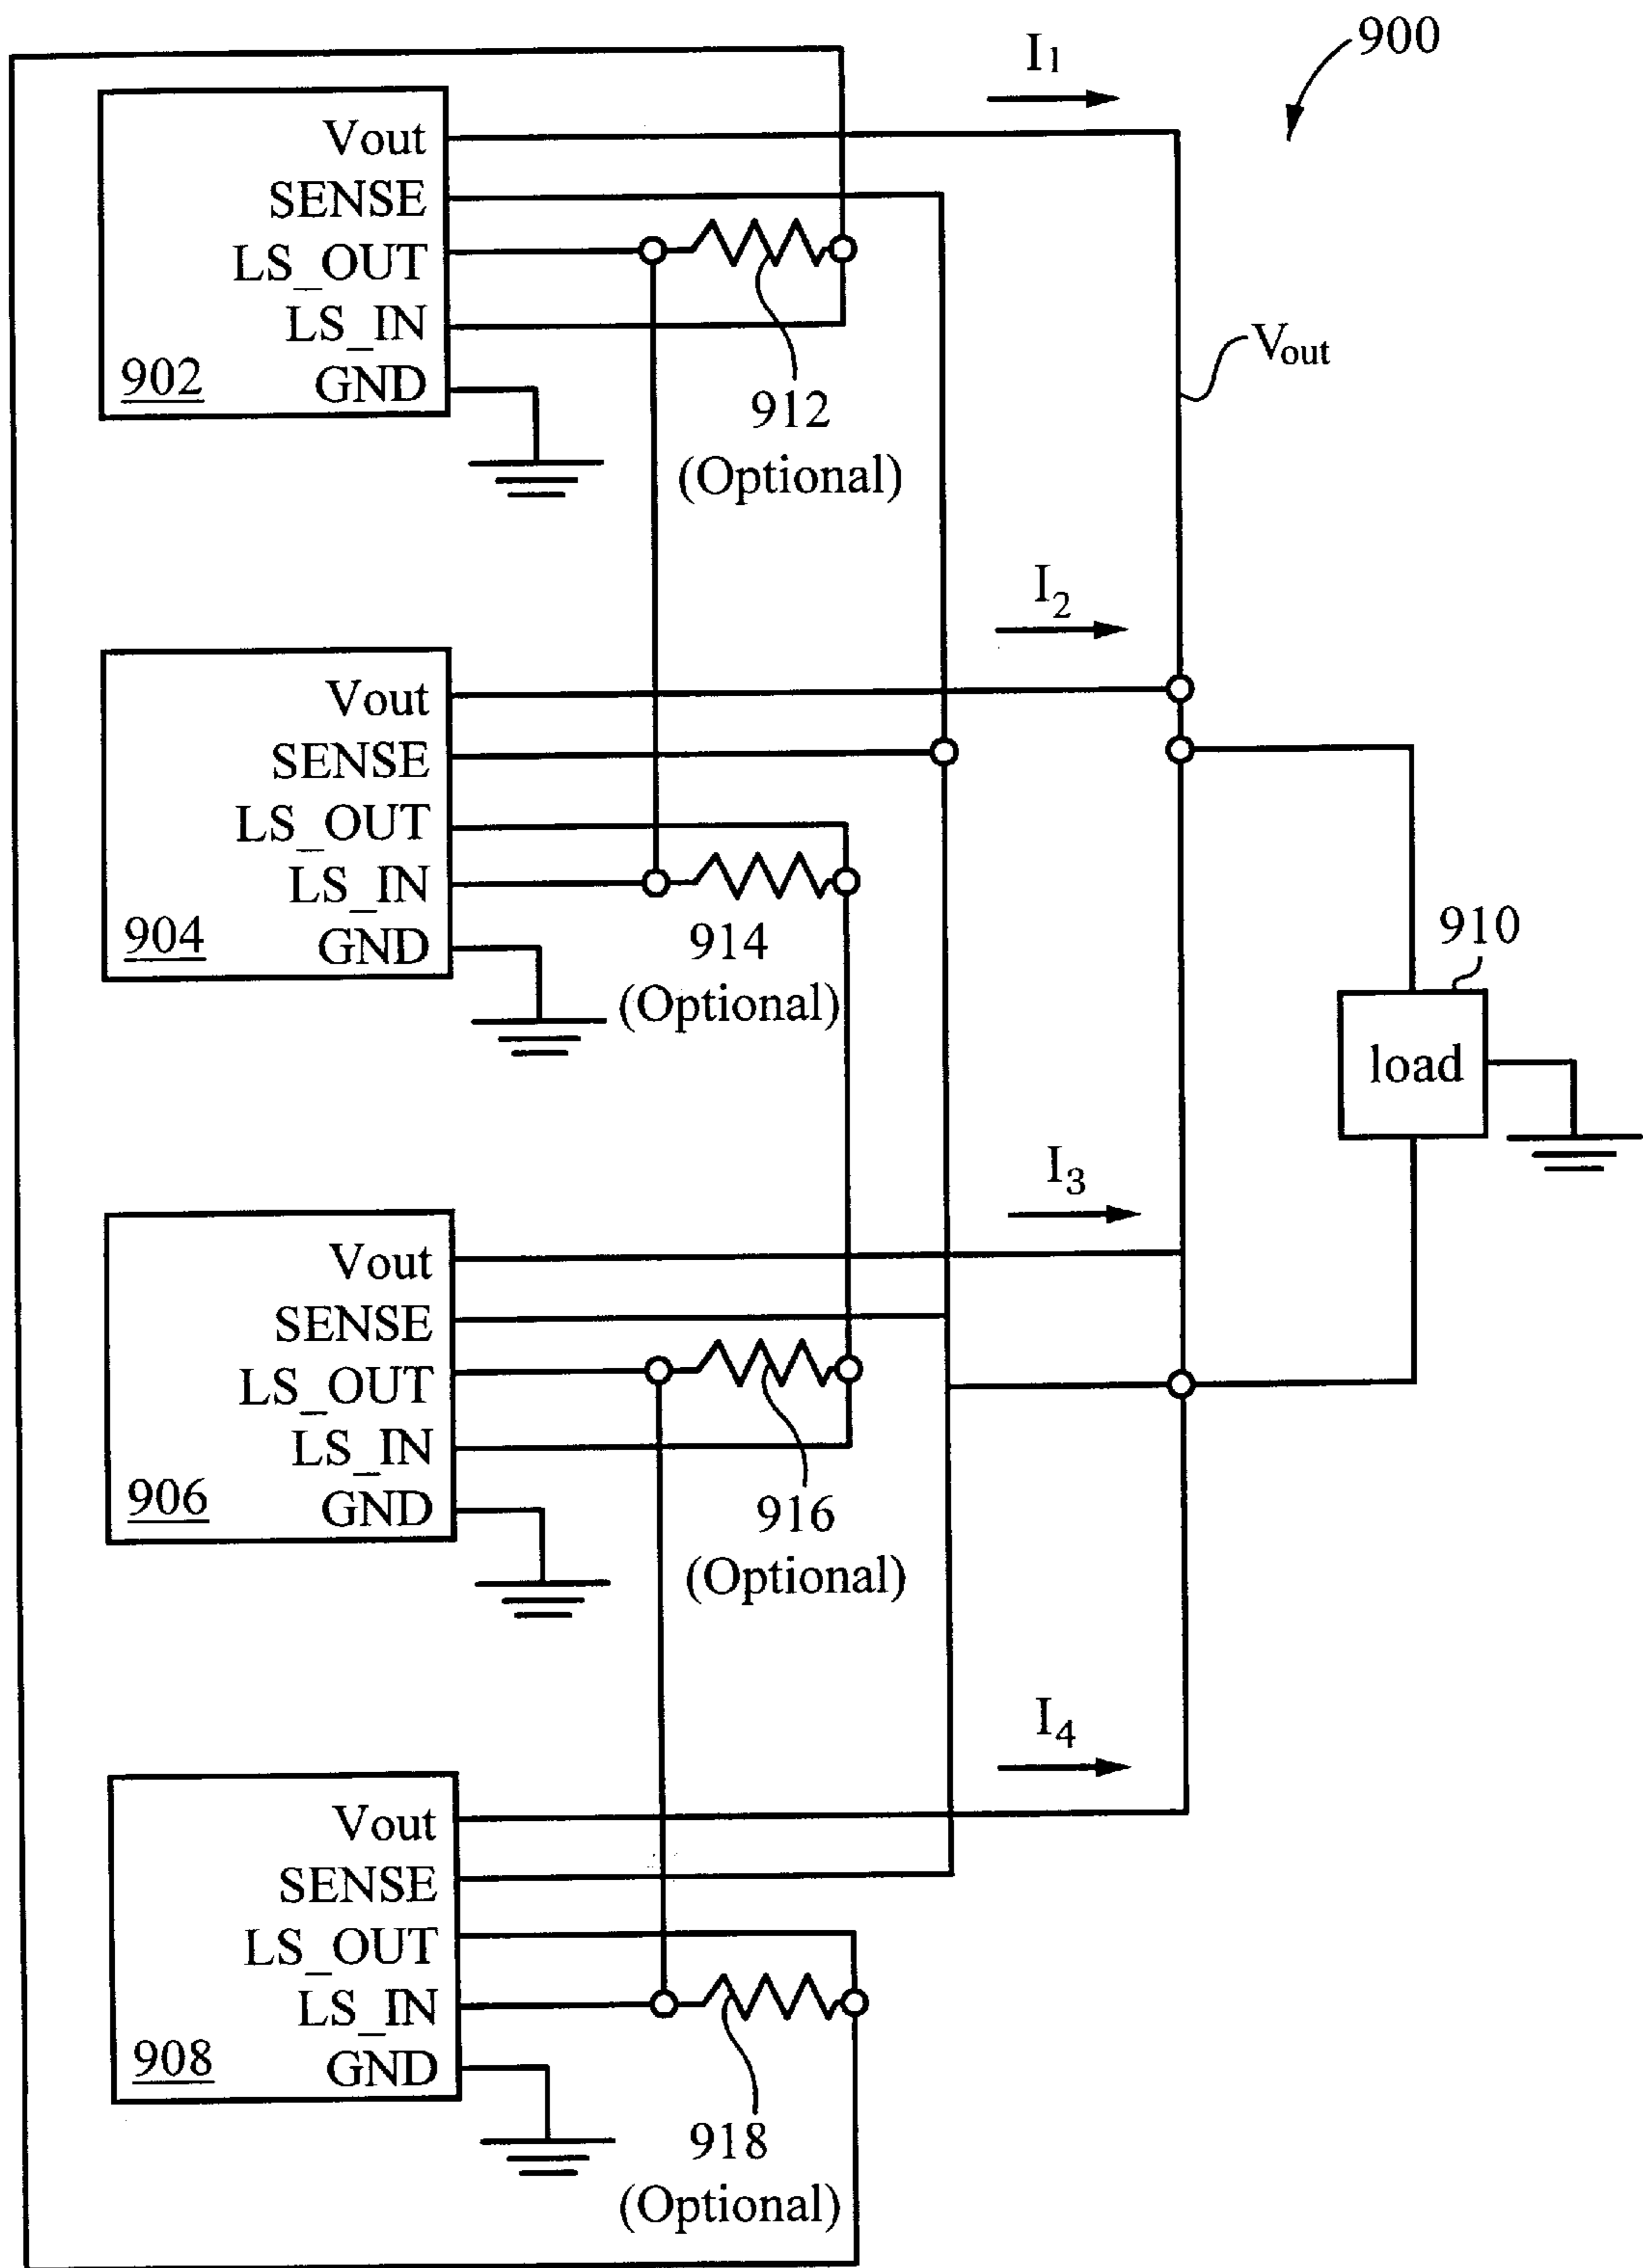 900
I1
Vout
SENSE
LS_OUT
LS_IN
GND
902
912
(Optional)
Vout
I2
Vout
SENSE
LS_OUT
LS_IN
GND
904
914
(Optional)
910
load
I3
Vout
SENSE
LS_OUT
LS_IN
GND
906
916
(Optional)
I4
Vout
SENSE
LS_OUT
LS_IN
GND
908
918
(Optional)